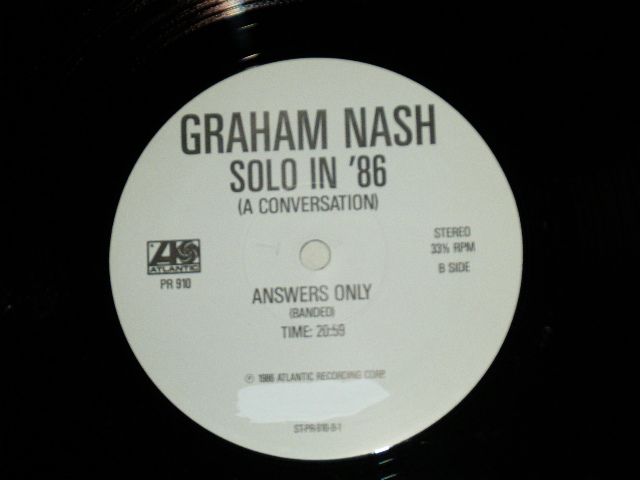 GRAHAM NASH
SOLO IN '86
(A CONVERSATION)
ATLANTIC
PR 910
STEREO
33⅓ RPM
B SIDE
ANSWERS ONLY
(BANDED)
TIME: 20:59
℗ 1986 ATLANTIC RECORDING CORP.
ST-PR-910-B-1